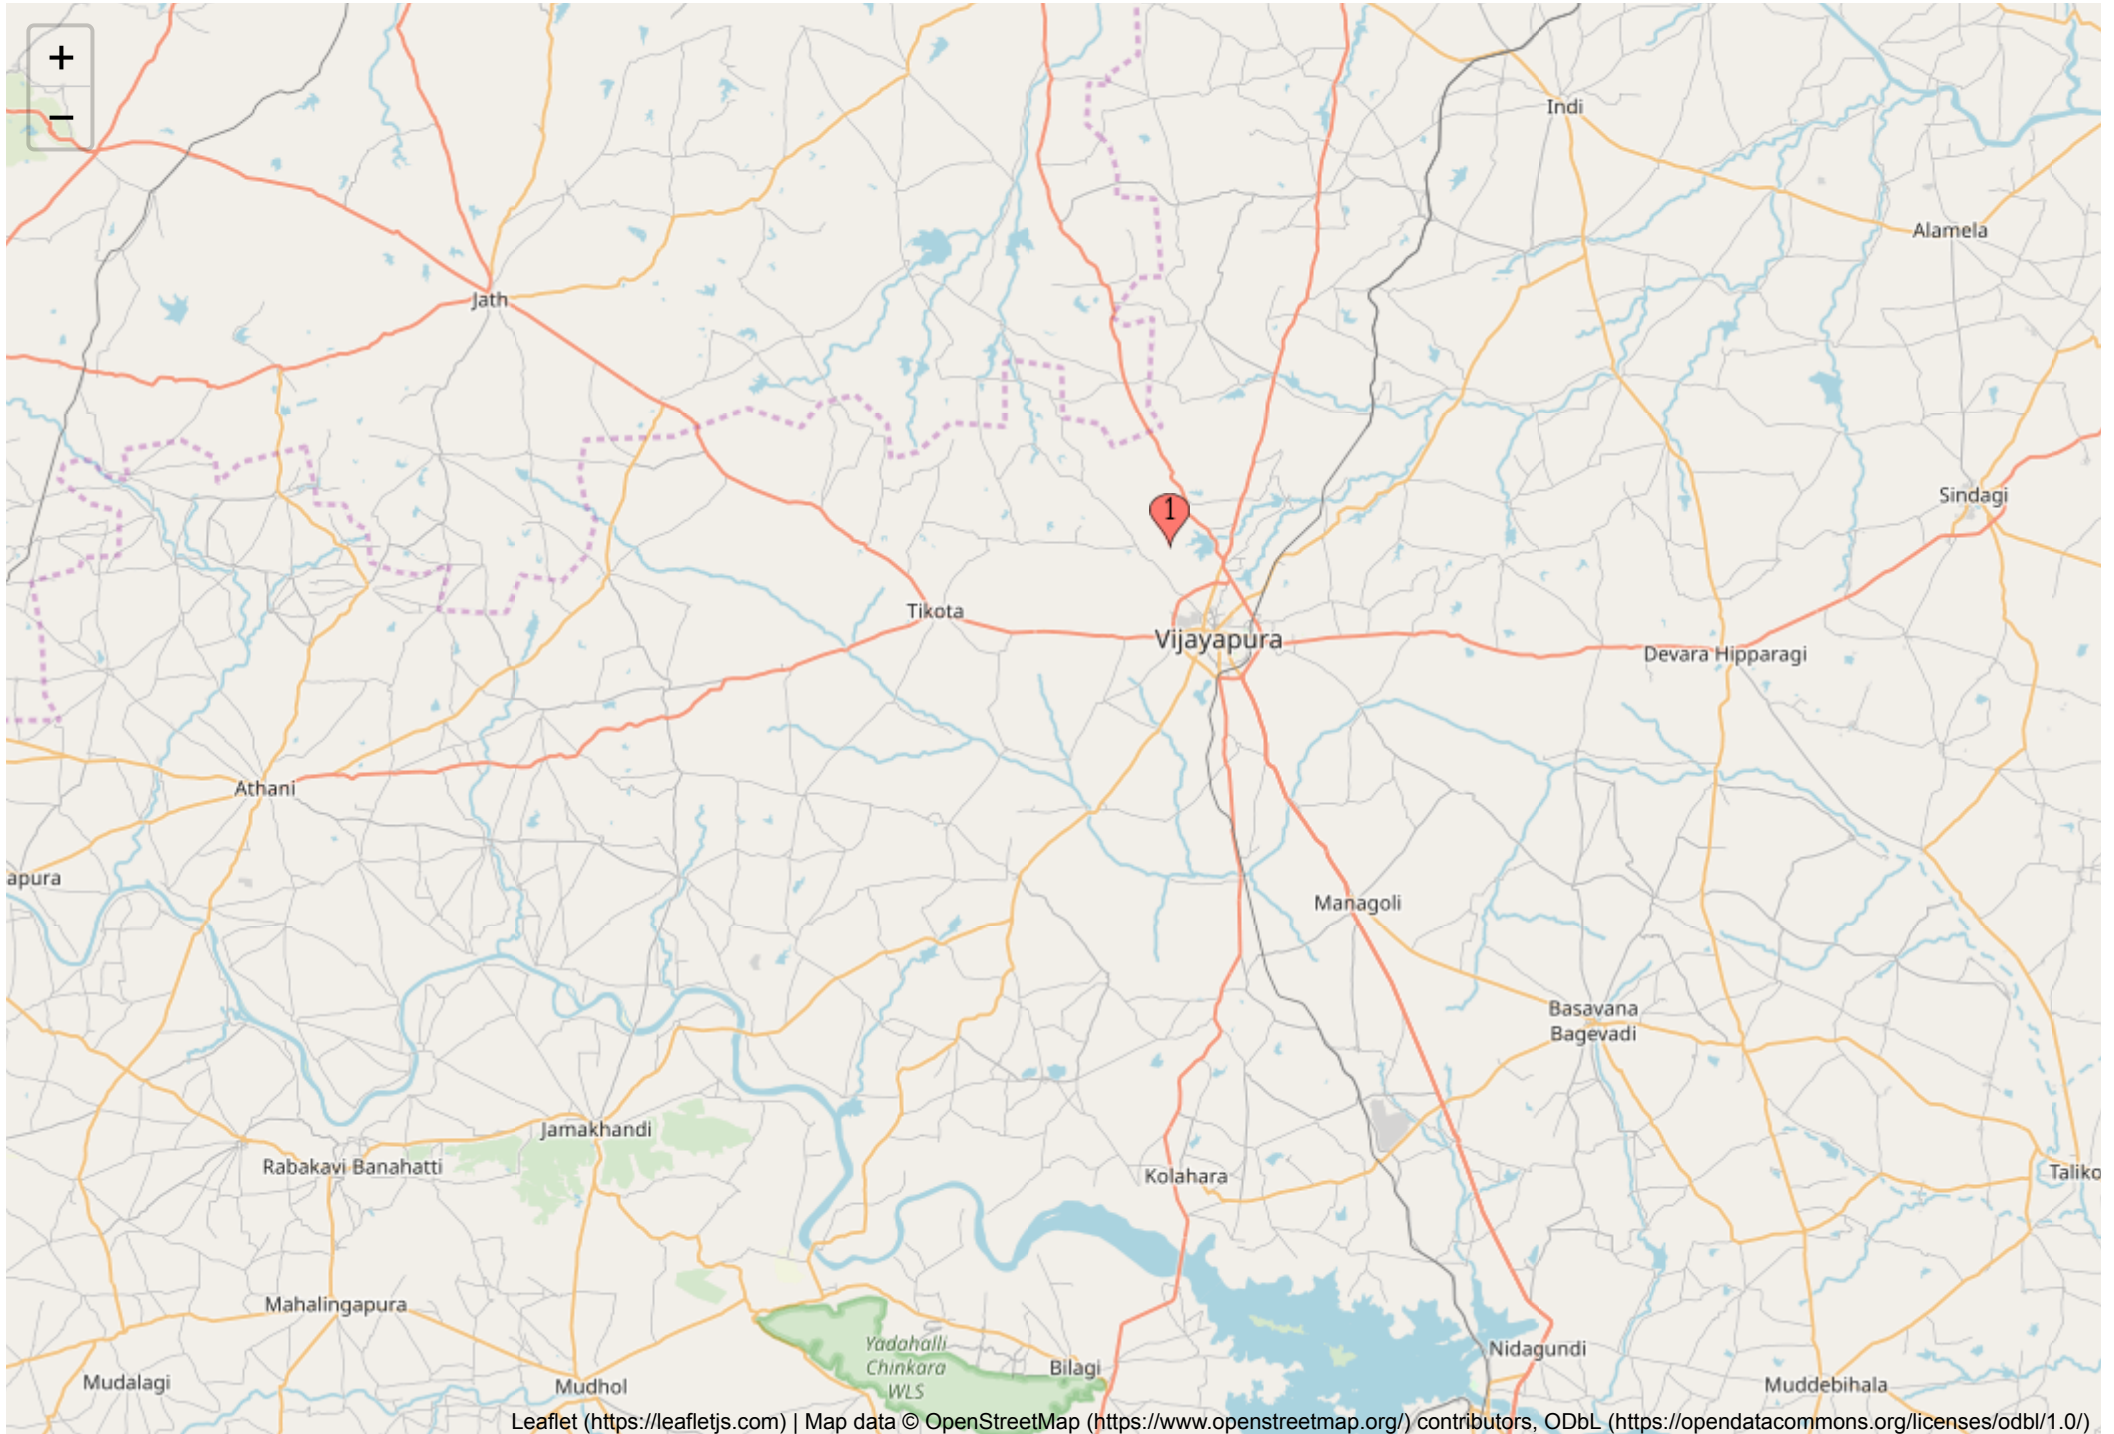 +
−
Indi
Alamela
Jath
Sindagi
1
Tikota
Vijayapura
Devara Hipparagi
Athani
apura
Managoli
Basavana
Bagevadi
Jamakhandi
Rabakavi Banahatti
Kolahara
Taliko
Mahalingapura
Yadahalli
Chinkara
WLS
Nidagundi
Bilagi
Mudalagi
Mudhol
Muddebihala
Leaflet (https://leafletjs.com) | Map data © OpenStreetMap (https://www.openstreetmap.org/) contributors, ODbL (https://opendatacommons.org/licenses/odbl/1.0/)